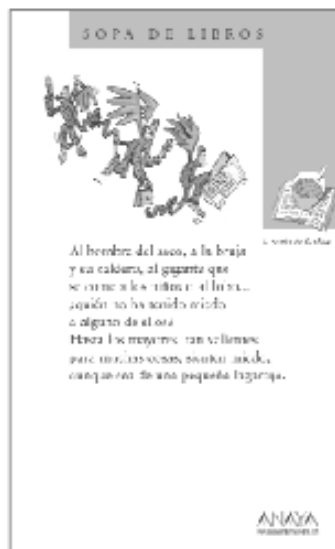 SOPA DE LIBROS
Al hombre del saco, a la bruja
y su caldero, al gigante que
se come a los niños o al lobo...
¿quién no ha tenido miedo
a alguno de ellos?
Hasta los mayores, tan valientes
para muchas cosas, sienten miedo,
aunque sea de una pequeña lagartija.
ANAYA